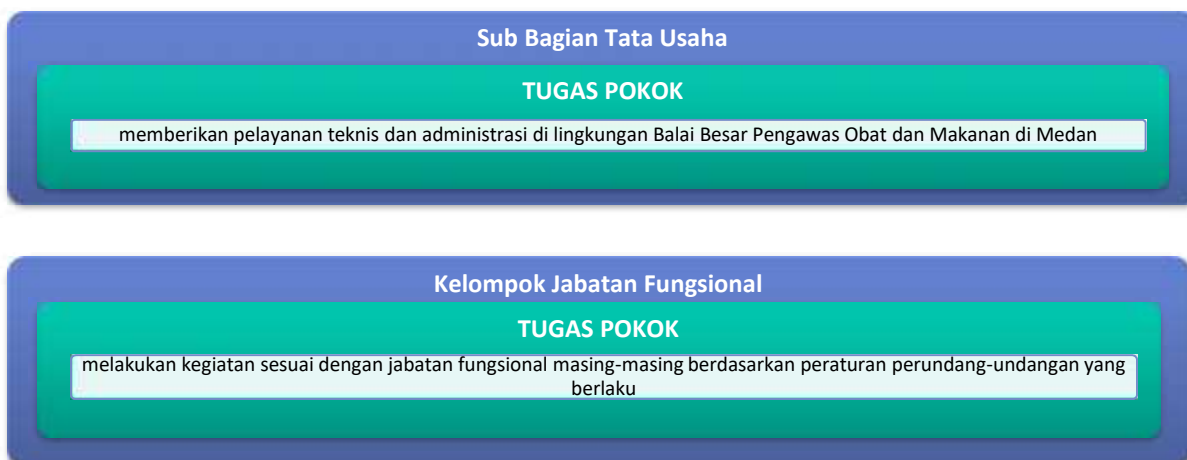 Sub Bagian Tata Usaha
TUGAS POKOK
memberikan pelayanan teknis dan administrasi di lingkungan Balai Besar Pengawas Obat dan Makanan di Medan
Kelompok Jabatan Fungsional
TUGAS POKOK
melakukan kegiatan sesuai dengan jabatan fungsional masing-masing berdasarkan peraturan perundang-undangan yang
berlaku